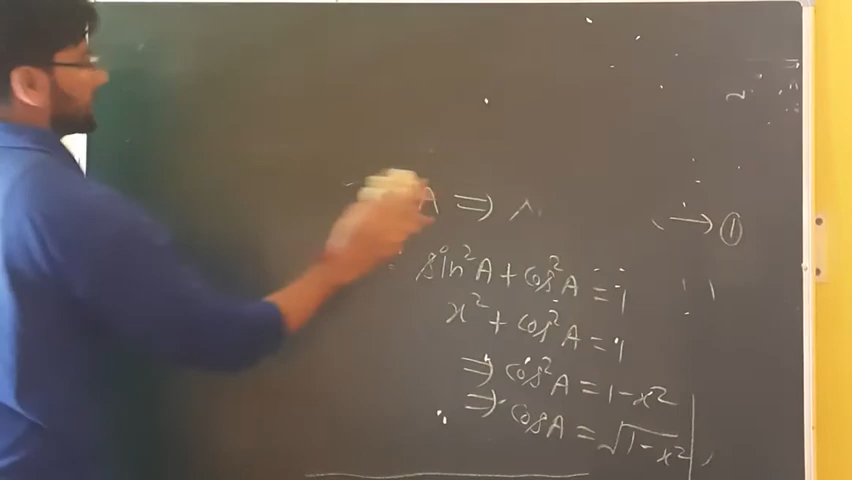 A ⇒
→ ①
sin²A + cos²A = 1
x² + cos²A = 1
⇒ cos²A = 1 - x²
⇒ cosA = √(1 - x²)